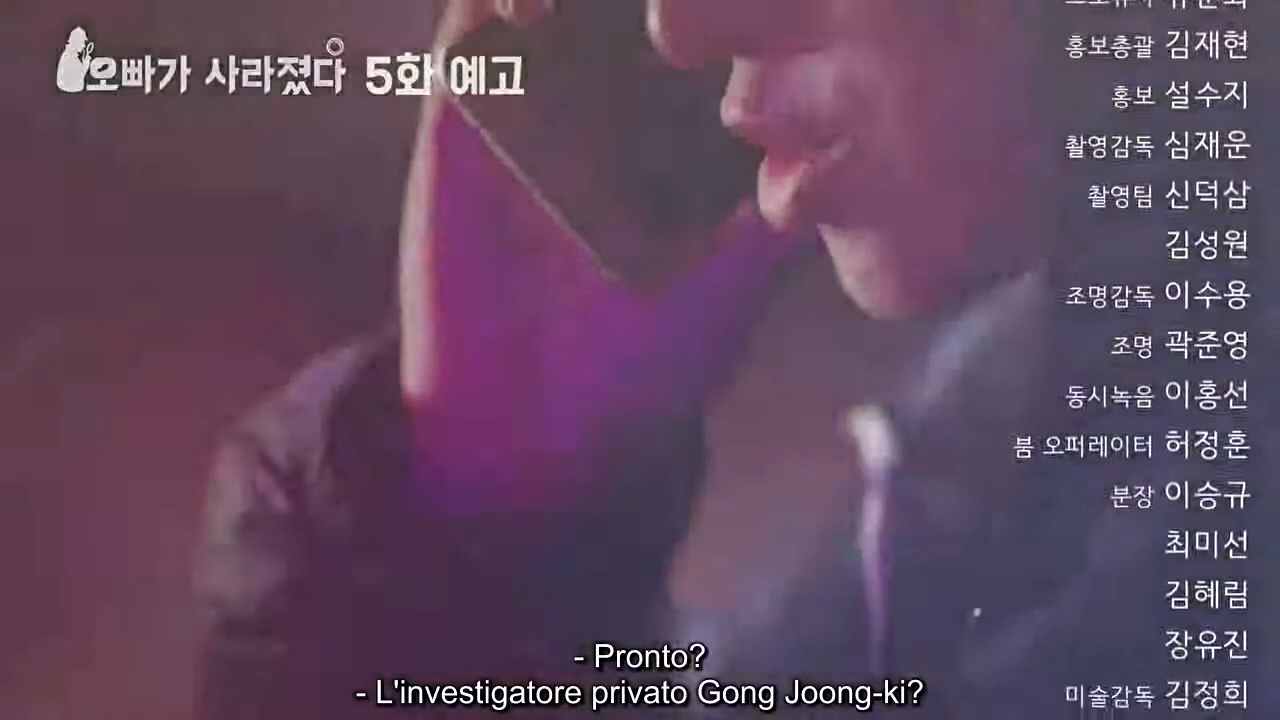 오빠가 사라졌다 5화 예고
홍보총괄 김재현
홍보 설수지
촬영감독 심재운
촬영팀 신덕삼
김성원
조명감독 이수용
조명 곽준영
동시녹음 이홍선
붐 오퍼레이터 허정훈
분장 이승규
최미선
김혜림
장유진
미술감독 김정희
- Pronto?
- L'investigatore privato Gong Joong-ki?